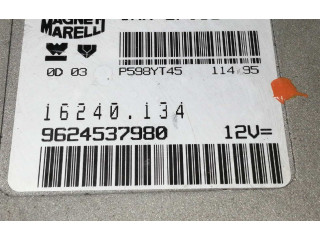 MAGNETI
MARELLI
0D 03 P598YT45 114.95
16240.134
9624537980 12V=